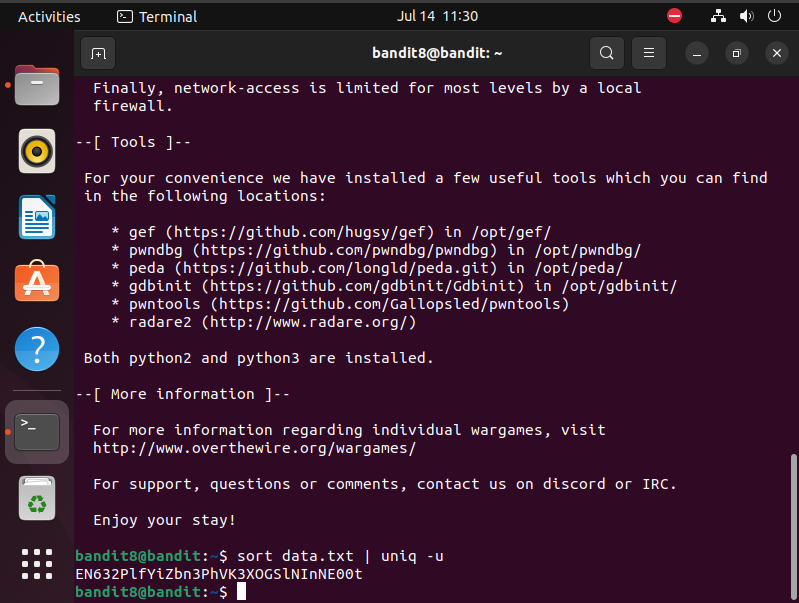 Activities
Terminal
Jul 14 11:30
bandit8@bandit: ~
Finally, network-access is limited for most levels by a local
firewall.
--[ Tools ]--
For your convenience we have installed a few useful tools which you can find
in the following locations:
* gef (https://github.com/hugsy/gef) in /opt/gef/
* pwndbg (https://github.com/pwndbg/pwndbg) in /opt/pwndbg/
* peda (https://github.com/longld/peda.git) in /opt/peda/
* gdbinit (https://github.com/gdbinit/Gdbinit) in /opt/gdbinit/
* pwntools (https://github.com/Gallopsled/pwntools)
* radare2 (http://www.radare.org/)
Both python2 and python3 are installed.
--[ More information ]--
For more information regarding individual wargames, visit
http://www.overthewire.org/wargames/
For support, questions or comments, contact us on discord or IRC.
Enjoy your stay!
bandit8@bandit:~$ sort data.txt | uniq -u
EN632PlfYiZbn3PhVK3XOGSlNInNE00t
bandit8@bandit:~$